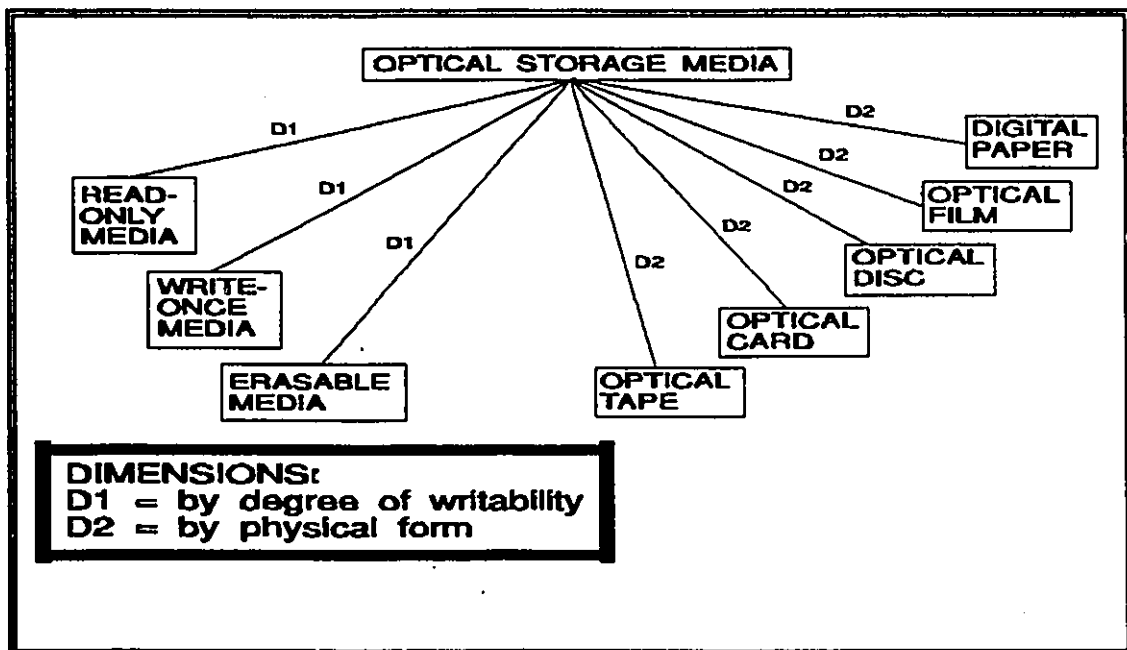 OPTICAL STORAGE MEDIA
D1
D1
D1
D2
D2
D2
D2
D2
READ-
ONLY
MEDIA
WRITE-
ONCE
MEDIA
ERASABLE
MEDIA
OPTICAL
TAPE
OPTICAL
CARD
OPTICAL
DISC
OPTICAL
FILM
DIGITAL
PAPER
DIMENSIONS:
D1 = by degree of writability
D2 = by physical form